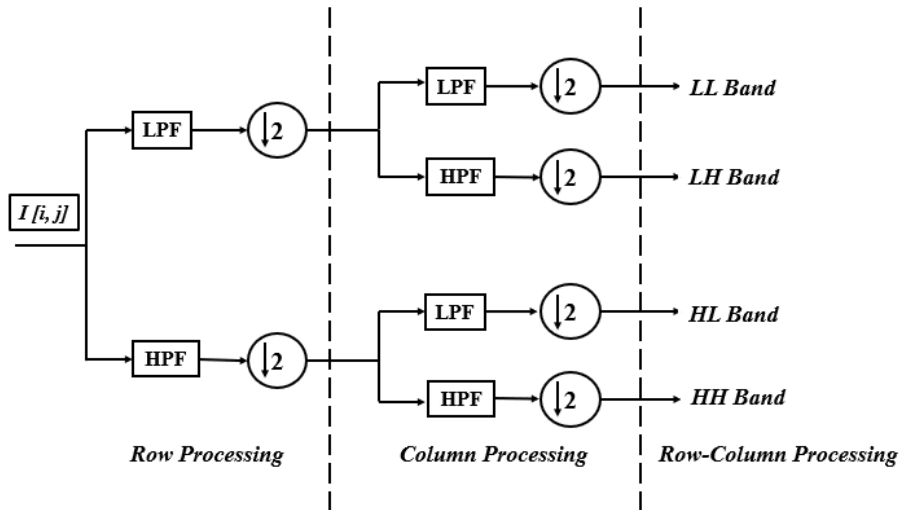 LPF
↓2
LL Band
LPF
↓2
HPF
↓2
LH Band
I [i, j]
LPF
↓2
HL Band
HPF
↓2
HPF
↓2
HH Band
Row Processing
Column Processing
Row-Column Processing